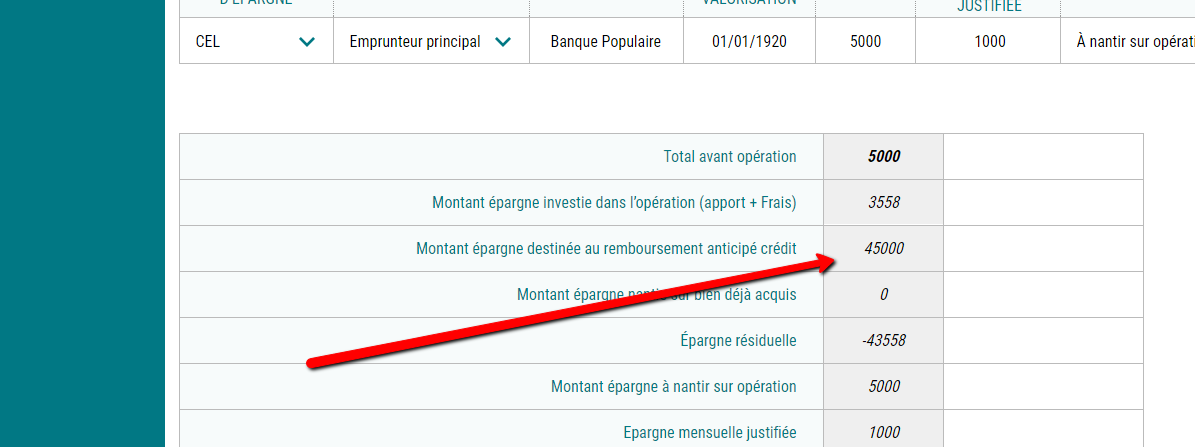 D'ÉPARGNE VALORISATION JUSTIFIÉE
CEL Emprunteur principal Banque Populaire 01/01/1920 5000 1000 À nantir sur opérati
Total avant opération 5000
Montant épargne investie dans l'opération (apport + Frais) 3558
Montant épargne destinée au remboursement anticipé crédit 45000
Montant épargne nantie sur bien déjà acquis 0
Épargne résiduelle -43558
Montant épargne à nantir sur opération 5000
Epargne mensuelle justifiée 1000